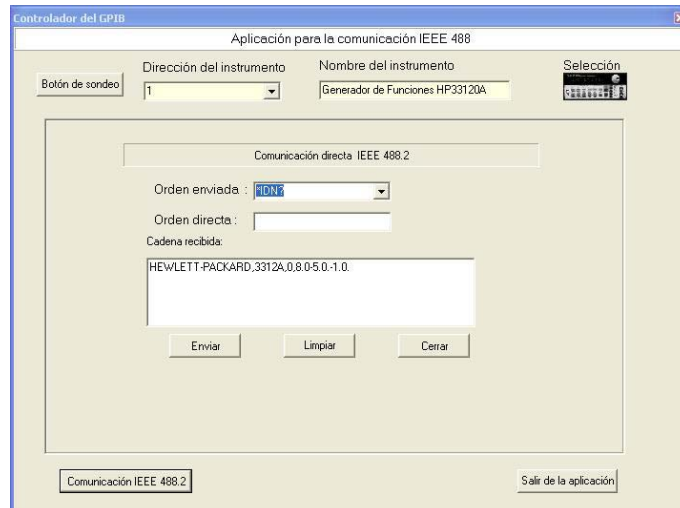 Controlador del GPIB
Aplicación para la comunicación IEEE 488
Botón de sondeo
Dirección del instrumento
1
Nombre del instrumento
Generador de Funciones HP33120A
Selección
Comunicación directa IEEE 488.2
Orden enviada :
*IDN?
Orden directa :
Cadena recibida:
HEWLETT-PACKARD,3312A,0,8.0-5.0.-1.0.
Enviar
Limpiar
Cerrar
Comunicación IEEE 488.2
Salir de la aplicación